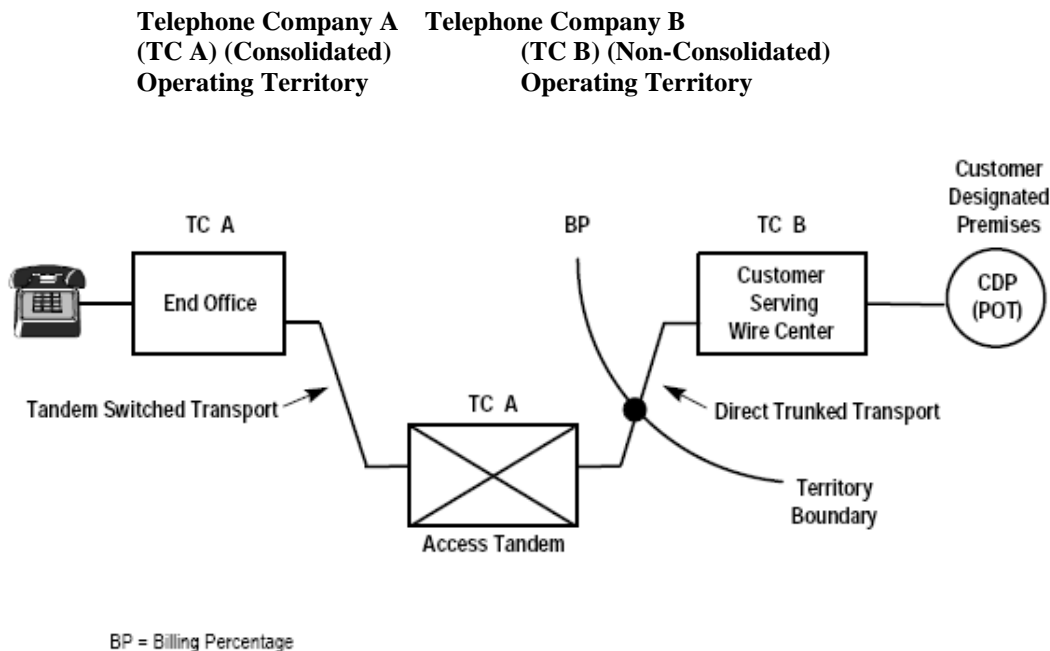 Telephone Company A Telephone Company B
(TC A) (Consolidated) (TC B) (Non-Consolidated)
Operating Territory Operating Territory
Customer
Designated
Premises
TC A
BP
TC B
End Office
Customer
Serving
Wire Center
CDP
(POT)
Tandem Switched Transport
TC A
Direct Trunked Transport
Territory
Boundary
Access Tandem
BP = Billing Percentage